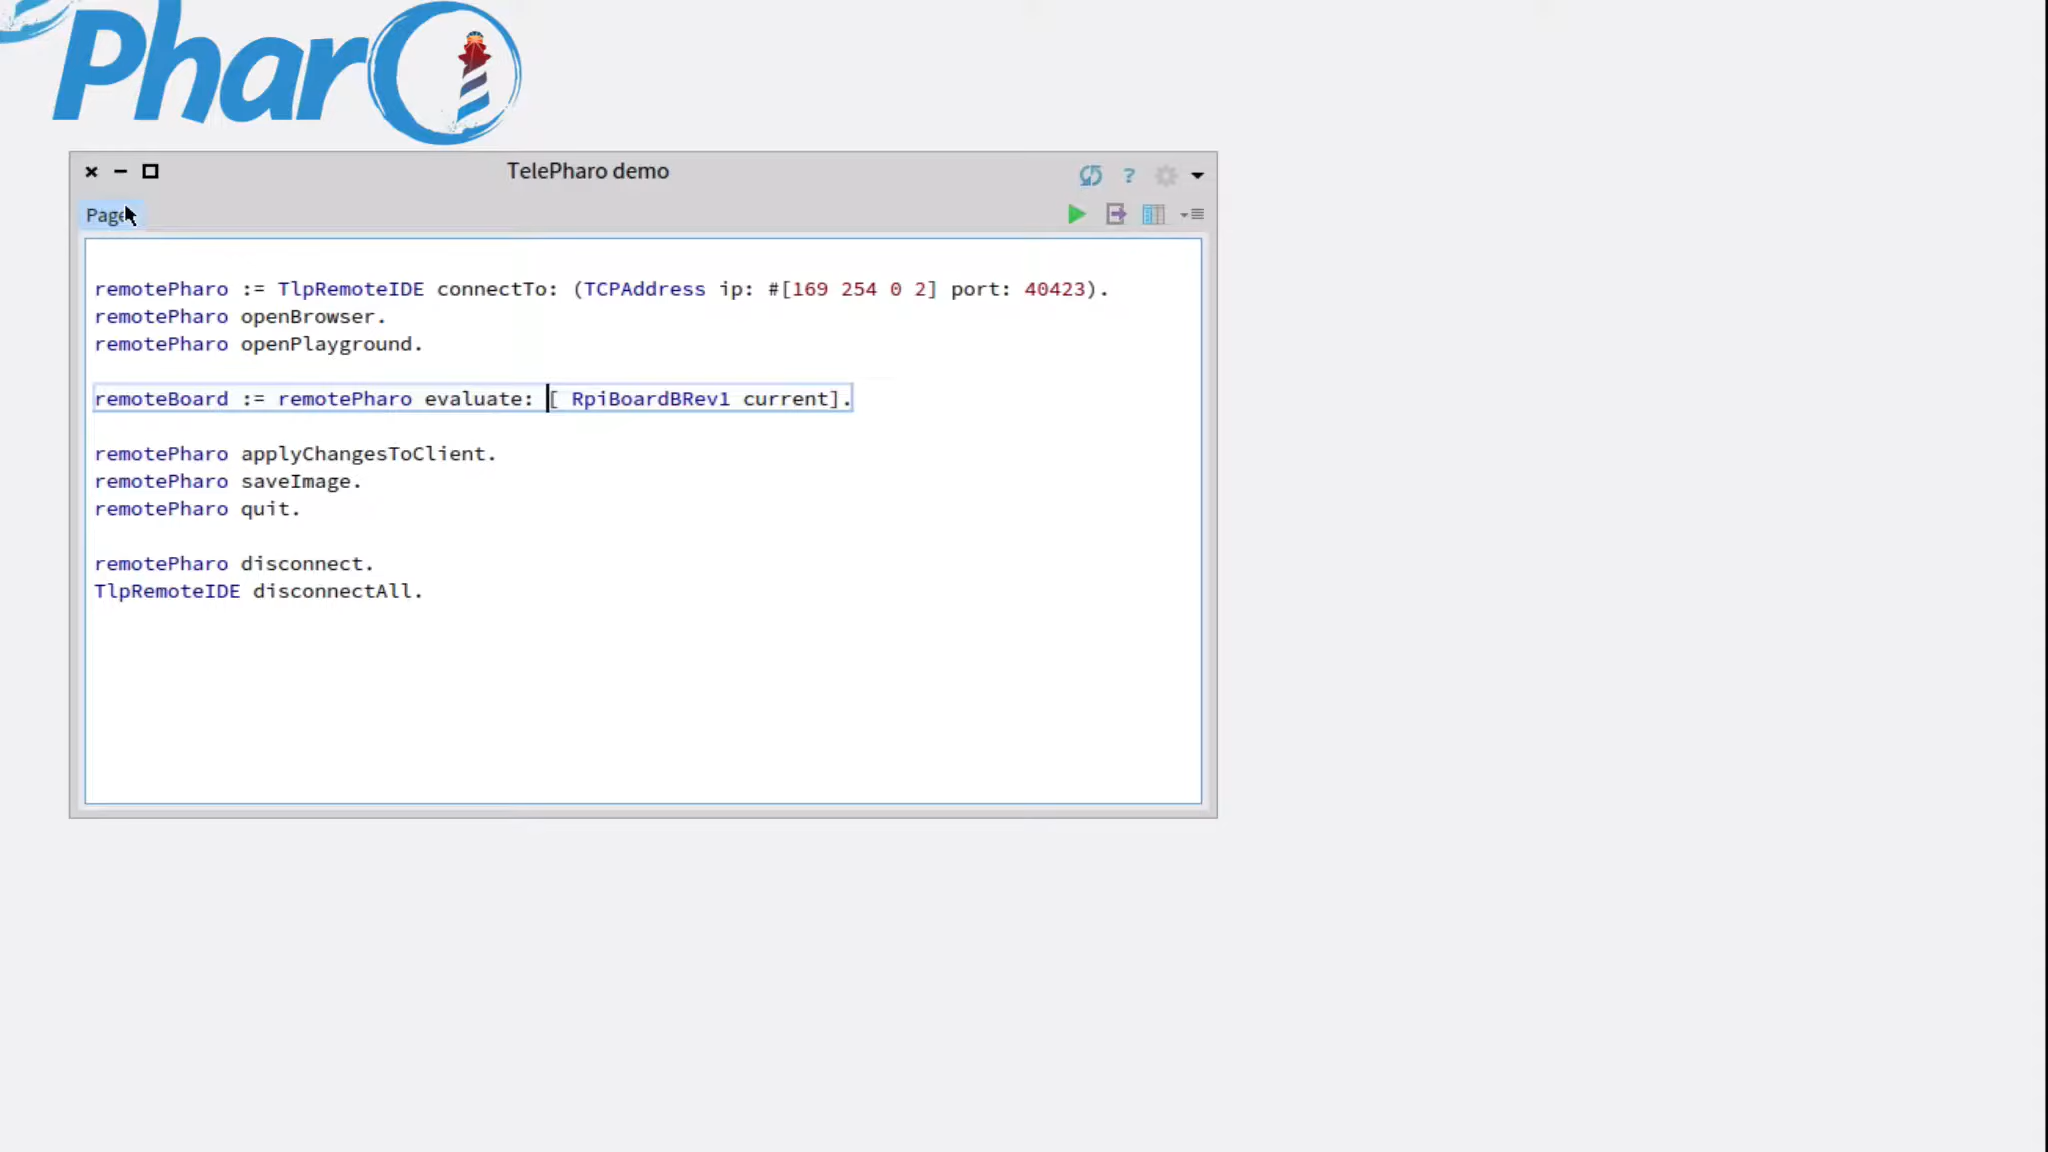 Pharo
TelePharo demo
?
Page
remotePharo := TlpRemoteIDE connectTo: (TCPAddress ip: #[169 254 0 2] port: 40423).
remotePharo openBrowser.
remotePharo openPlayground.
remoteBoard := remotePharo evaluate: [ RpiBoardBRev1 current].
remotePharo applyChangesToClient.
remotePharo saveImage.
remotePharo quit.
remotePharo disconnect.
TlpRemoteIDE disconnectAll.